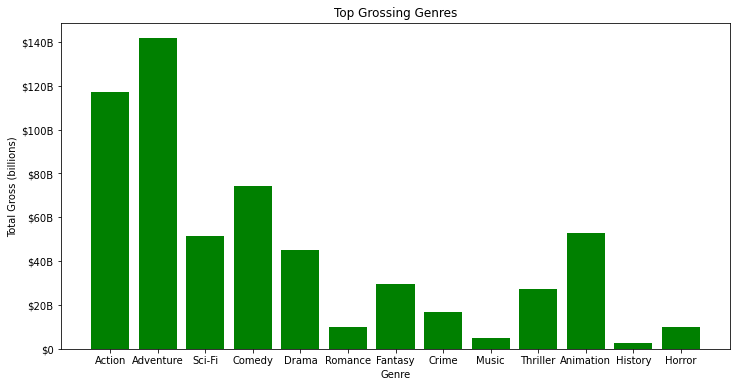 Top Grossing Genres
Total Gross (billions)
$140B
$120B
$100B
$80B
$60B
$40B
$20B
$0
Action Adventure Sci-Fi Comedy Drama Romance Fantasy Crime Music Thriller Animation History Horror
Genre